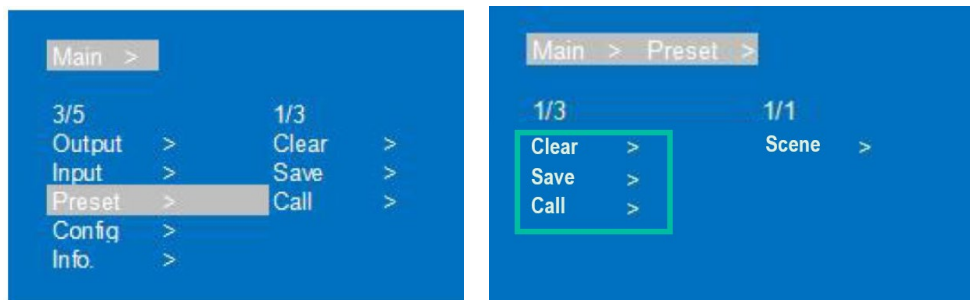 Main >
3/5 1/3
Output > Clear >
Input > Save >
Preset > Call >
Config >
Info. >
Main > Preset >
1/3 1/1
Clear > Scene >
Save >
Call >